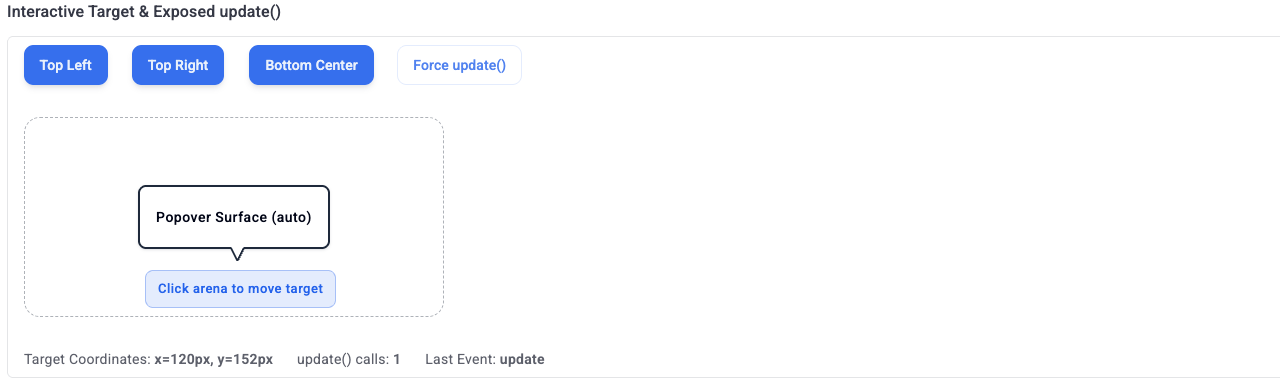 Interactive Target & Exposed update()
Top Left Top Right Bottom Center Force update()
Popover Surface (auto)
Click arena to move target
Target Coordinates: x=120px, y=152px update() calls: 1 Last Event: update